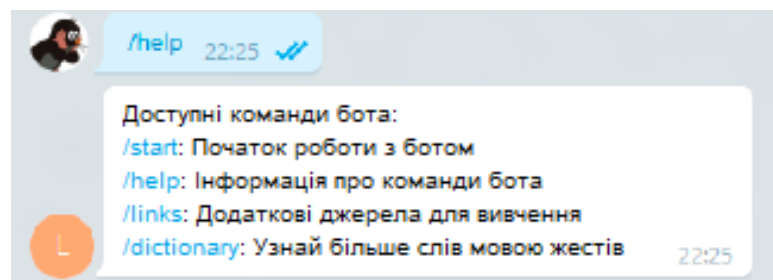 /help 22:25
Доступні команди бота:
/start: Початок роботи з ботом
/help: Інформація про команди бота
/links: Додаткові джерела для вивчення
L
/dictionary: Узнай більше слів мовою жестів 22:25